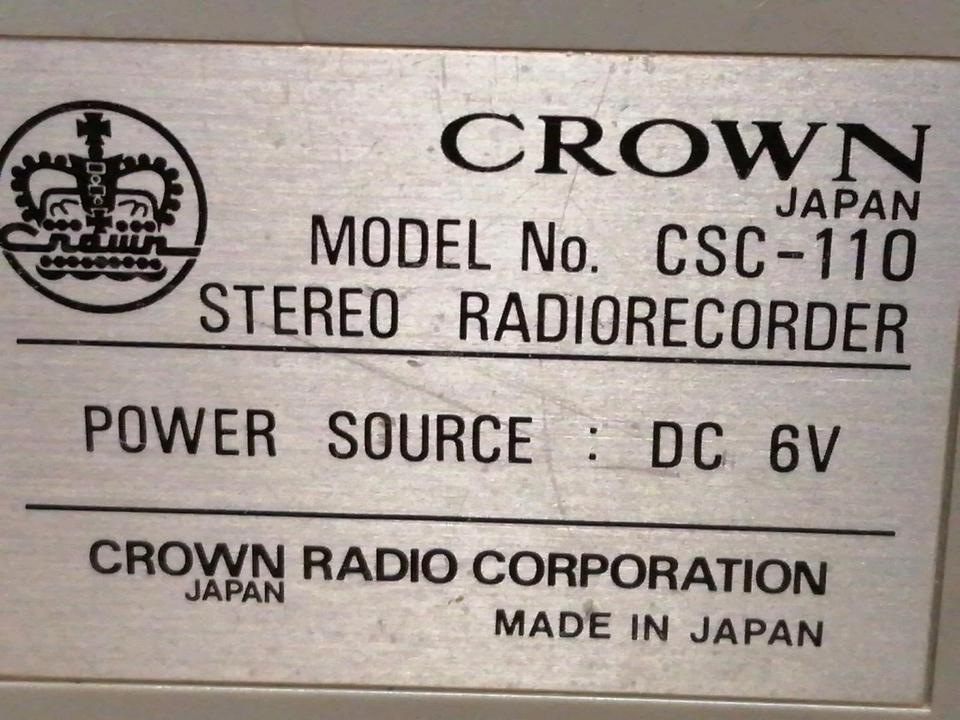 CROWN
JAPAN
Crown
MODEL No. CSC-110
STEREO RADIORECORDER
POWER SOURCE : DC 6V
CROWN RADIO CORPORATION
JAPAN
MADE IN JAPAN